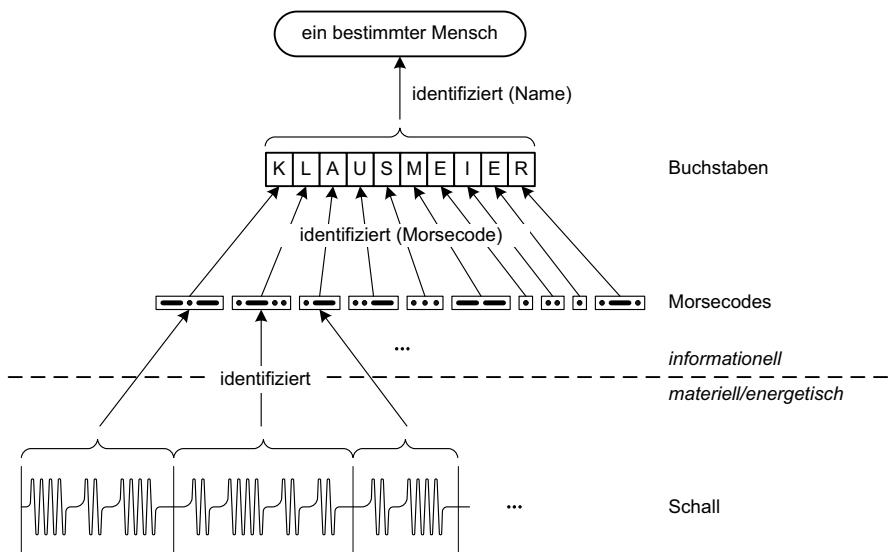 ein bestimmter Mensch
identifiziert (Name)
K L A U S M E I E R
Buchstaben
identifiziert (Morsecode)
Morsecodes
...
informationell
identifiziert
materiell/energetisch
...
Schall